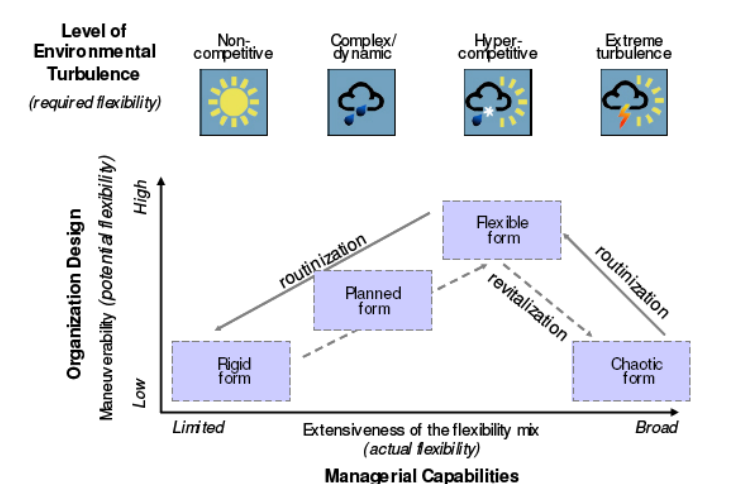 Level of
Environmental
Turbulence
(required flexibility)
Non-
competitive
Complex/
dynamic
Hyper-
competitive
Extreme
turbulence
Organization Design
Maneuverability (potential flexibility)
High
Low
routinization
Flexible
form
routinization
Planned
form
revitalization
Rigid
form
Chaotic
form
Limited
Extensiveness of the flexibility mix
(actual flexibility)
Broad
Managerial Capabilities